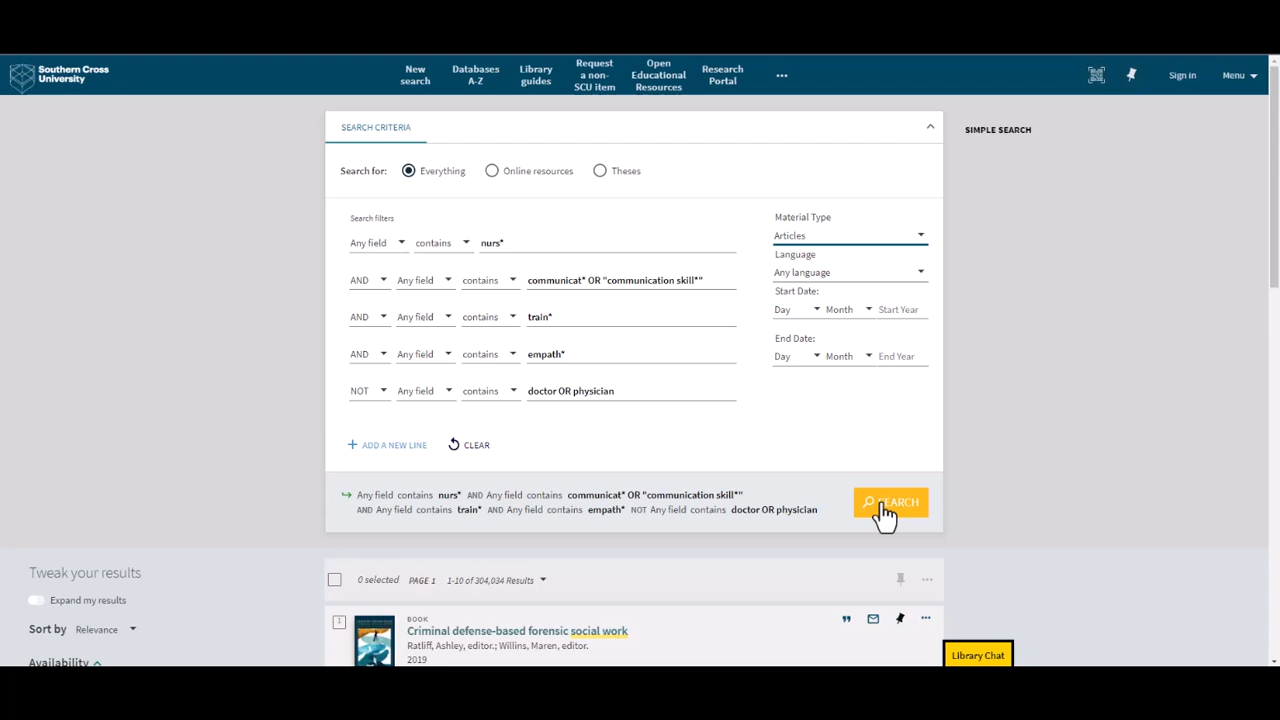 Southern Cross
University
New
search
Databases
A-Z
Library
guides
Request
a non-
SCU item
Open
Educational
Resources
Research
Portal
Sign in
Menu
SEARCH CRITERIA
SIMPLE SEARCH
Search for: Everything Online resources Theses
Search filters
Any field contains nurs*
AND Any field contains communicat* OR "communication skill*"
AND Any field contains train*
AND Any field contains empath*
NOT Any field contains doctor OR physician
Material Type
Articles
Language
Any language
Start Date:
Day Month Start Year
End Date:
Day Month End Year
+ ADD A NEW LINE CLEAR
Any field contains nurs* AND Any field contains communicat* OR "communication skill*"
AND Any field contains train* AND Any field contains empath* NOT Any field contains doctor OR physician
SEARCH
Tweak your results
Expand my results
Sort by Relevance
Availability
0 selected PAGE 1 1-10 of 304,034 Results
1
BOOK
Criminal defense-based forensic social work
Ratliff, Ashley, editor.; Willins, Maren, editor.
2019
Library Chat